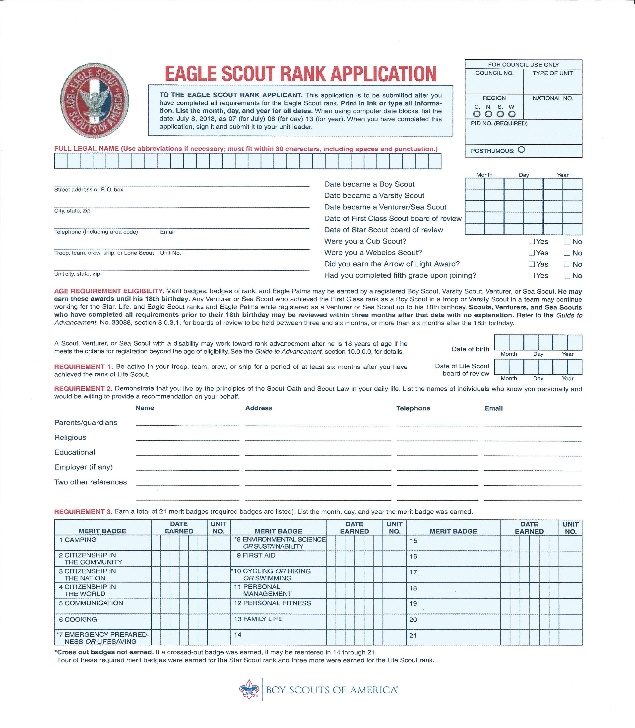 EAGLE SCOUT RANK APPLICATION
TO THE EAGLE SCOUT RANK APPLICANT. This application is to be submitted after you
have completed all requirements for the Eagle Scout rank. Print in ink or type all informa-
tion. List the month, day, and year for all dates. When using computer date blocks list the
date: July 8, 2013, as 07 (for July) 08 (for day) 13 (for year). When you have completed this
application, sign it and submit it to your unit leader.
FOR COUNCIL USE ONLY
COUNCIL NO. TYPE OF UNIT
REGION NATIONAL NO.
C N S W
PID NO. (REQUIRED)
POSTHUMOUS:
FULL LEGAL NAME (Use abbreviations if necessary; must fit within 30 characters, including spaces and punctuation.)
Month Day Year
Street address or P.O. box
City, state, zip
Telephone (including area code) Email
Troop, team, crew, ship, or Lone Scout Unit No.
Unit city, state, zip
Date became a Boy Scout
Date became a Varsity Scout
Date became a Venturer/Sea Scout
Date of First Class Scout board of review
Date of Star Scout board of review
Were you a Cub Scout? Yes No
Were you a Webelos Scout? Yes No
Did you earn the Arrow of Light Award? Yes No
Had you completed fifth grade upon joining? Yes No
AGE REQUIREMENT ELIGIBILITY. Merit badges, badges of rank, and Eagle Palms may be earned by a registered Boy Scout, Varsity Scout, Venturer, or Sea Scout. He may
earn these awards until his 18th birthday. Any Venturer or Sea Scout who achieved the First Class rank as a Boy Scout in a troop or Varsity Scout in a team may continue
working for the Star, Life, and Eagle Scout ranks and Eagle Palms while registered as a Venturer or Sea Scout up to his 18th birthday. Scouts, Venturers, and Sea Scouts
who have completed all requirements prior to their 18th birthday may be reviewed within three months after that date with no explanation. Refer to the Guide to
Advancement, No. 33088, section 8.0.3.1, for boards of review to be held between three and six months, or more than six months after the 18th birthday.
A Scout, Venturer, or Sea Scout with a disability may work toward rank advancement after he is 18 years of age if he
meets the criteria for registration beyond the age of eligibility. See the Guide to Advancement, section 10.0.0.0, for details.
Date of birth
Month Day Year
REQUIREMENT 1. Be active in your troop, team, crew, or ship for a period of at least six months after you have
achieved the rank of Life Scout.
Date of Life Scout
board of review
Month Day Year
REQUIREMENT 2. Demonstrate that you live by the principles of the Scout Oath and Scout Law in your daily life. List the names of individuals who know you personally and
would be willing to provide a recommendation on your behalf.
Name Address Telephone Email
Parents/guardians
Religious
Educational
Employer (if any)
Two other references
REQUIREMENT 3. Earn a total of 21 merit badges (required badges are listed). List the month, day, and year the merit badge was earned.
MERIT BADGE DATE EARNED UNIT NO. MERIT BADGE DATE EARNED UNIT NO. MERIT BADGE DATE EARNED UNIT NO.
1 CAMPING *8 ENVIRONMENTAL SCIENCE OR SUSTAINABILITY 15
2 CITIZENSHIP IN THE COMMUNITY 9 FIRST AID 16
3 CITIZENSHIP IN THE NATION *10 CYCLING OR HIKING OR SWIMMING 17
4 CITIZENSHIP IN THE WORLD 11 PERSONAL MANAGEMENT 18
5 COMMUNICATION 12 PERSONAL FITNESS 19
6 COOKING 13 FAMILY LIFE 20
*7 EMERGENCY PREPARED-NESS OR LIFESAVING 14 21
*Cross out badges not earned. If a crossed-out badge was earned, it may be reentered in 14 through 21.
Four of these required merit badges were earned for the Star Scout rank and three more were earned for the Life Scout rank.
BOY SCOUTS OF AMERICA®